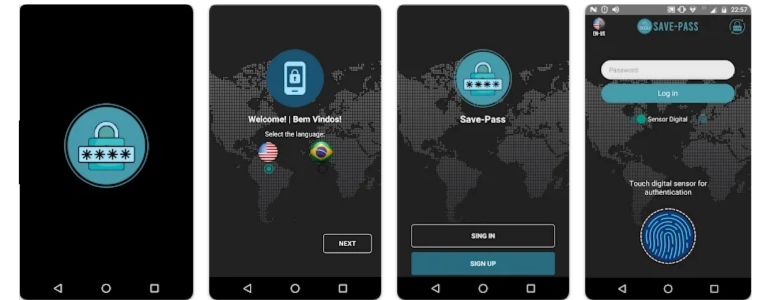 ****
Welcome! | Bem Vindos!
Select the language:
NEXT
****
Save-Pass
SING IN
SIGN UP
22:57
EN-US
SAVE-PASS
Password
Log in
Sensor Digital
Touch digital sensor for
authentication